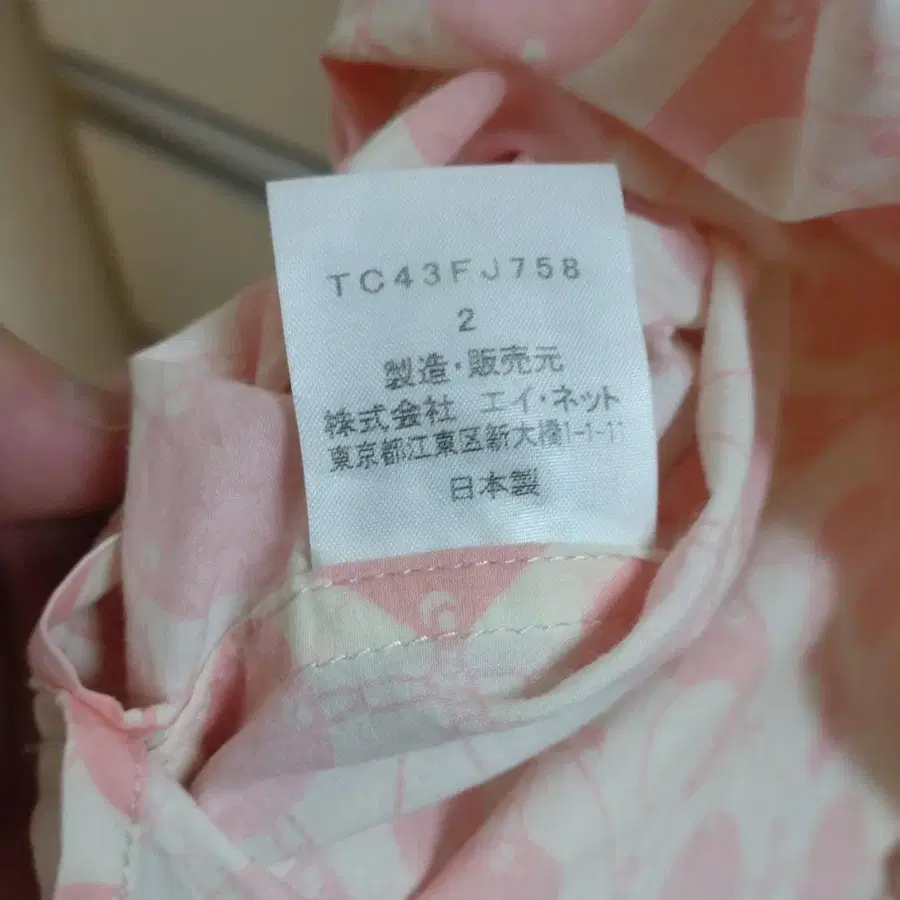 TC43FJ758
2
製造・販売元
株式会社 エイ・ネット
東京都江東区新大橋1-1-11
日本製